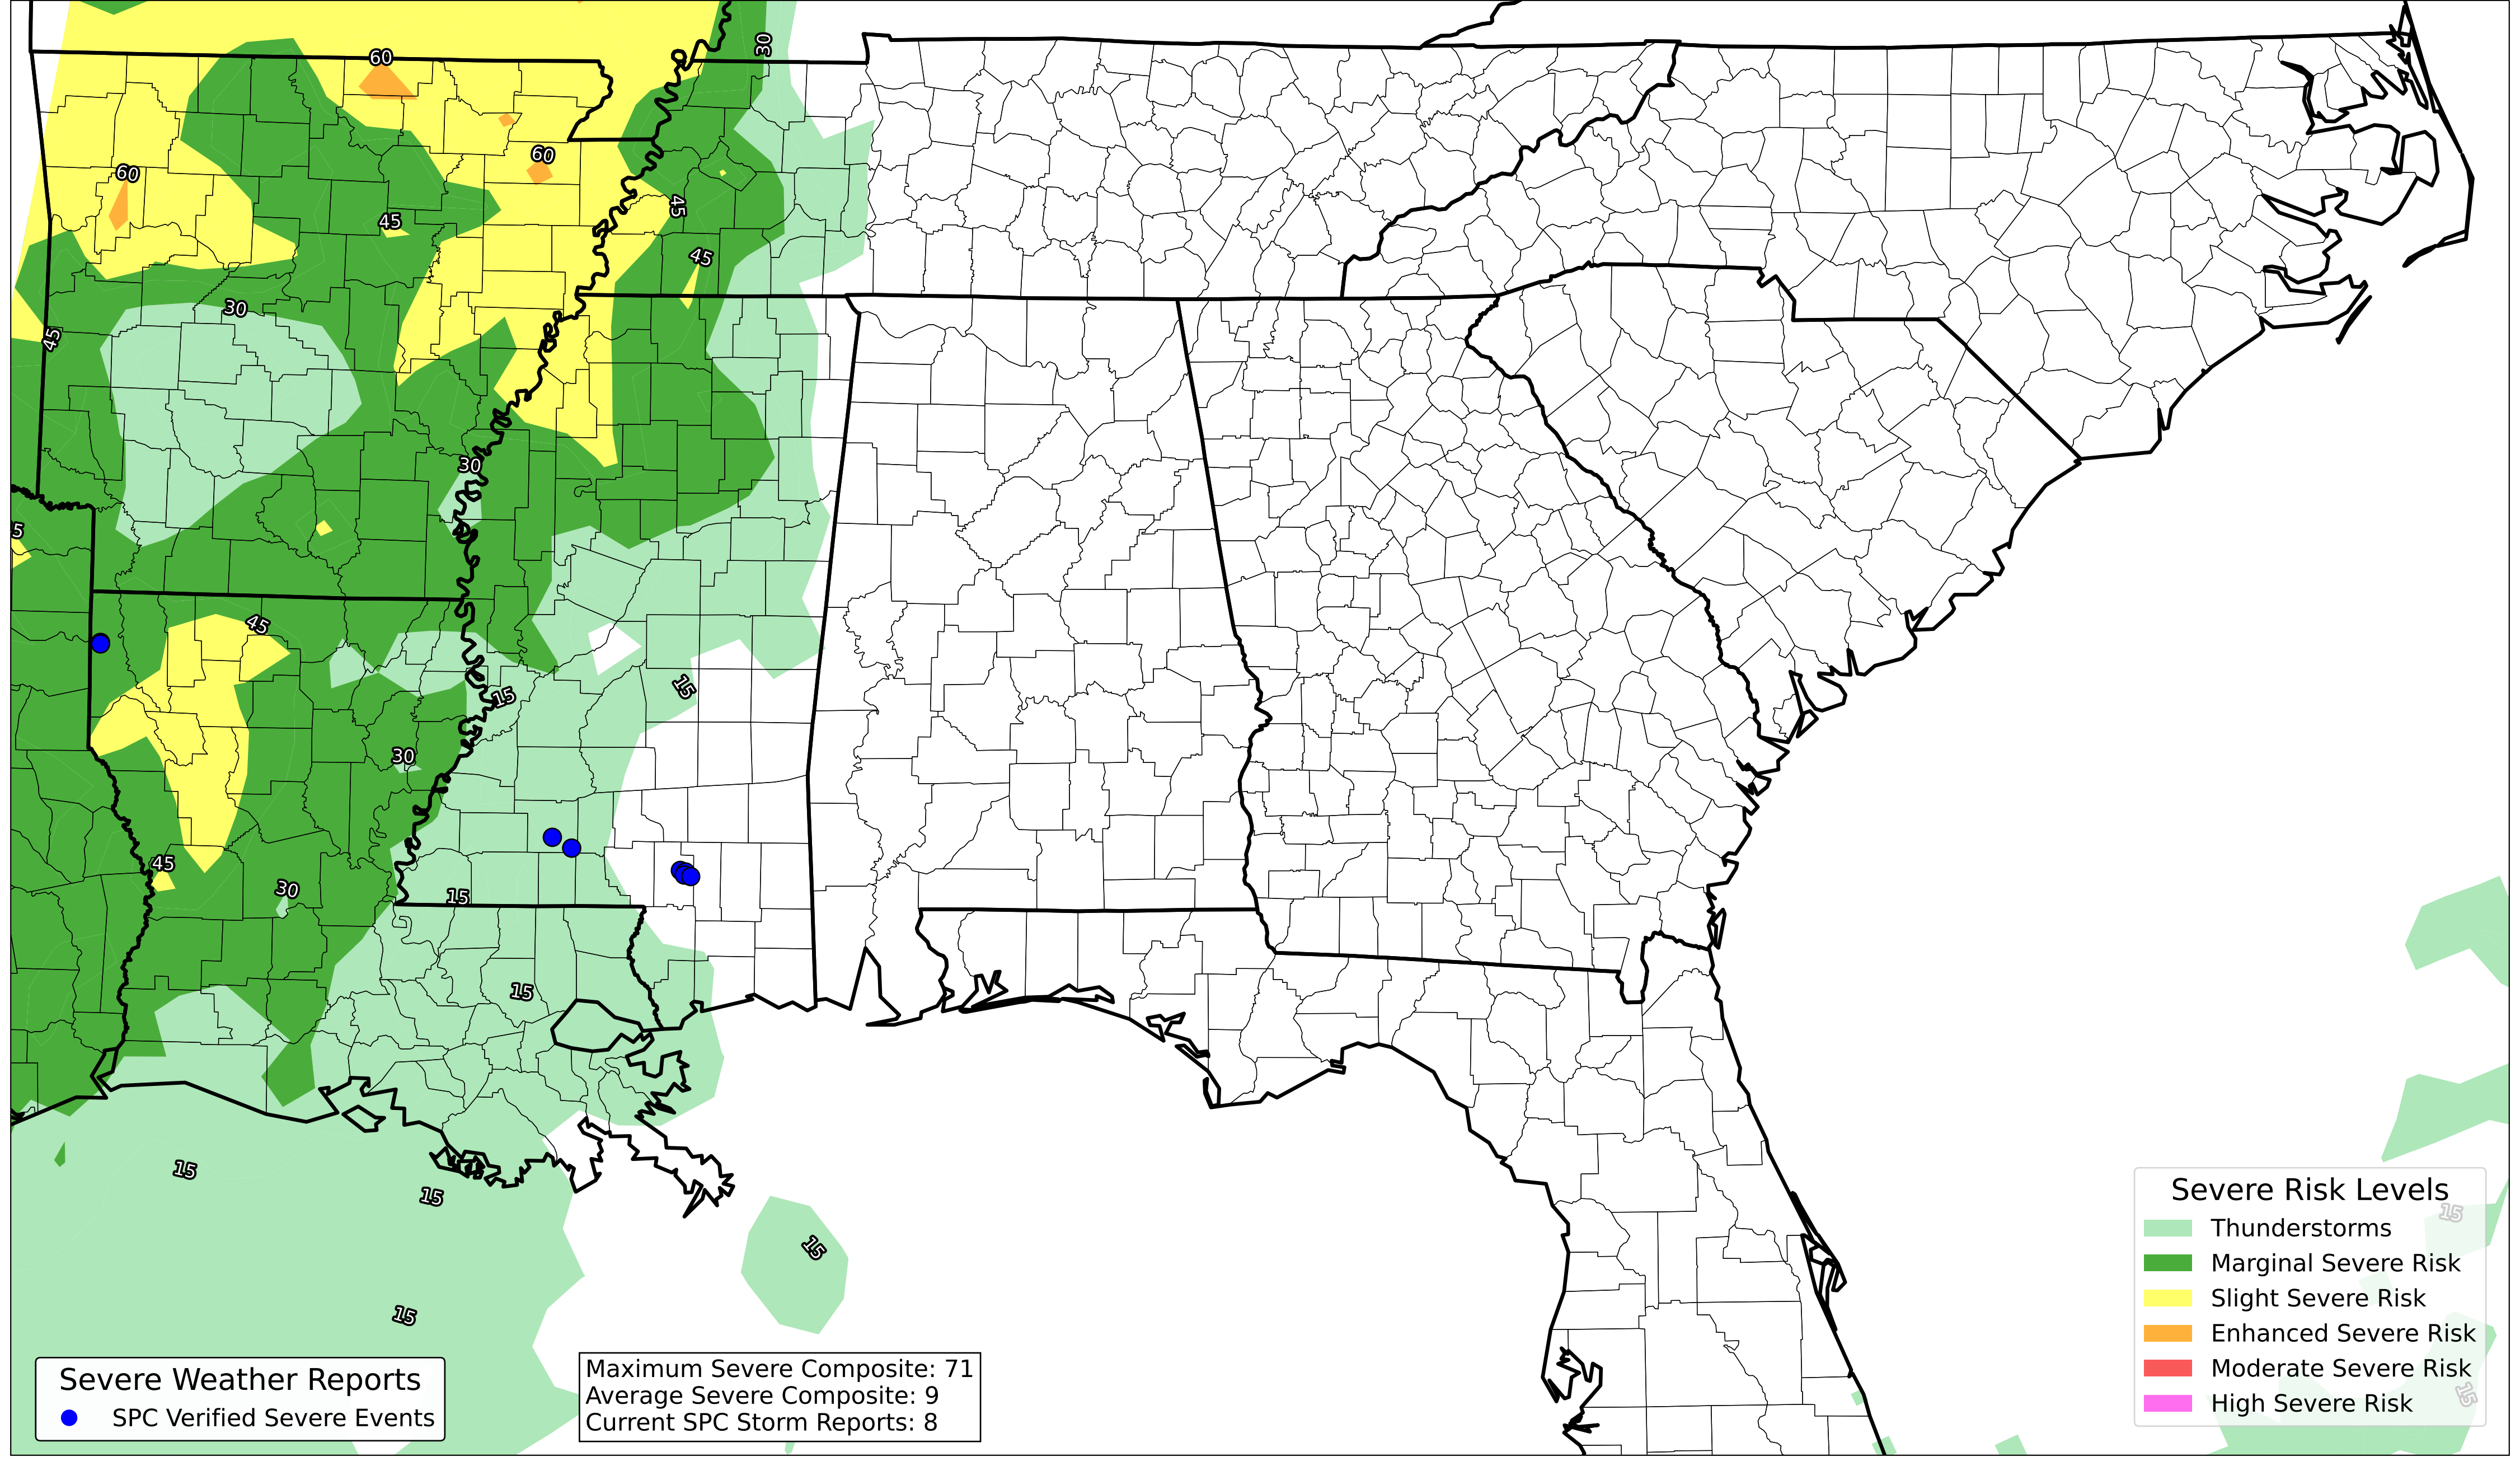 60
30
60
60
45
45
45
30
45
30
5
45
15
15
30
45
30
15
15
15
15
15
15
15
15
Severe Weather Reports
SPC Verified Severe Events
Maximum Severe Composite: 71
Average Severe Composite: 9
Current SPC Storm Reports: 8
Severe Risk Levels
Thunderstorms
Marginal Severe Risk
Slight Severe Risk
Enhanced Severe Risk
Moderate Severe Risk
High Severe Risk